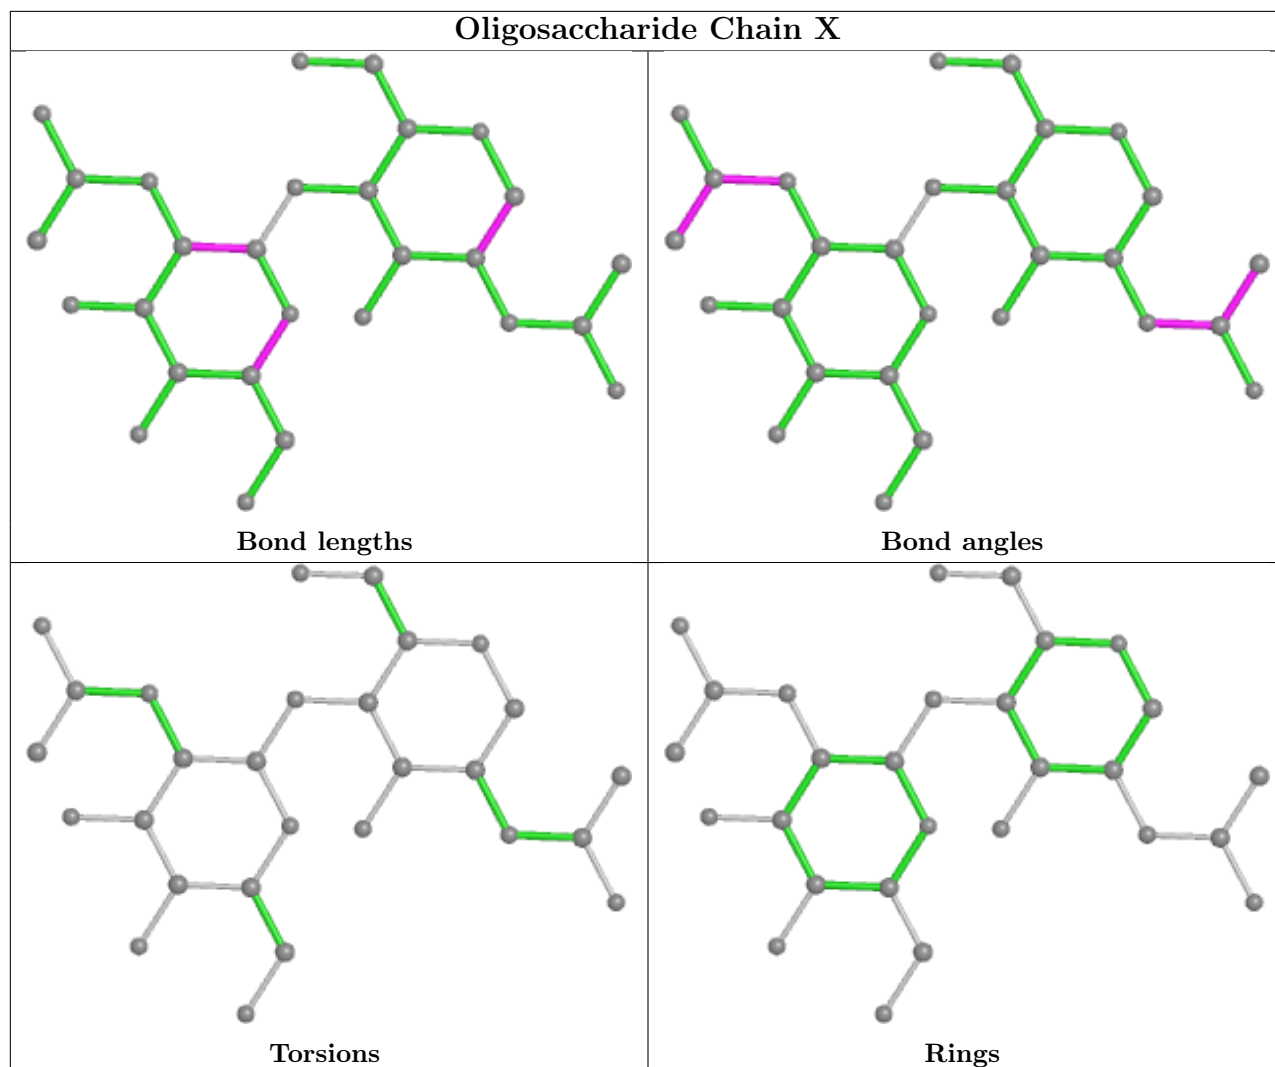 Oligosaccharide Chain X
Bond lengths
Bond angles
Torsions
Rings